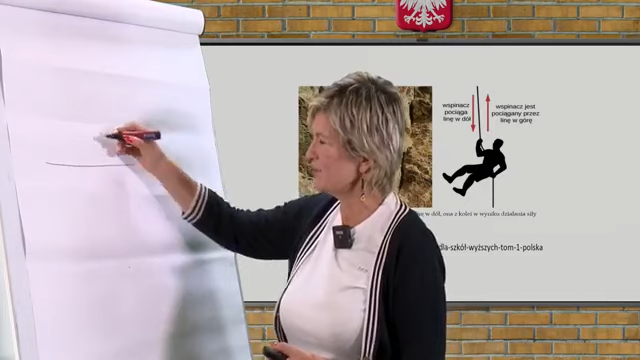 wspinacz
pociąga
linę w dół
wspinacz jest
pociągany przez
linę w górę
w dół, ona z kolei w wyniku działania siły
dla-szkół-wyższych-tom-1-polska